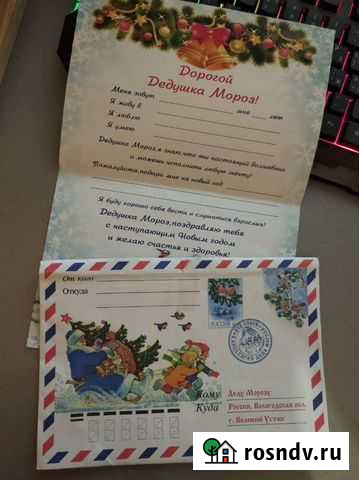 Дорогой
Дедушка Мороз!
Меня зовут мне лет
Я живу в
Я люблю
Я умею
Дедушка Мороз, я знаю, что ты настоящий волшебник
и можешь исполнить любую мечту!
Пожалуйста, подари мне на новый год
Я буду хорошо себя вести и слушаться взрослых!
Дедушка Мороз, поздравляю тебя
с наступающим Новым годом
и желаю счастья и здоровья!
От кого
Откуда
РОССИЯ
Кому
Куда
Деду Морозу
Россия, Вологодская обл.
г. Великий Устюг
rosndv.ru